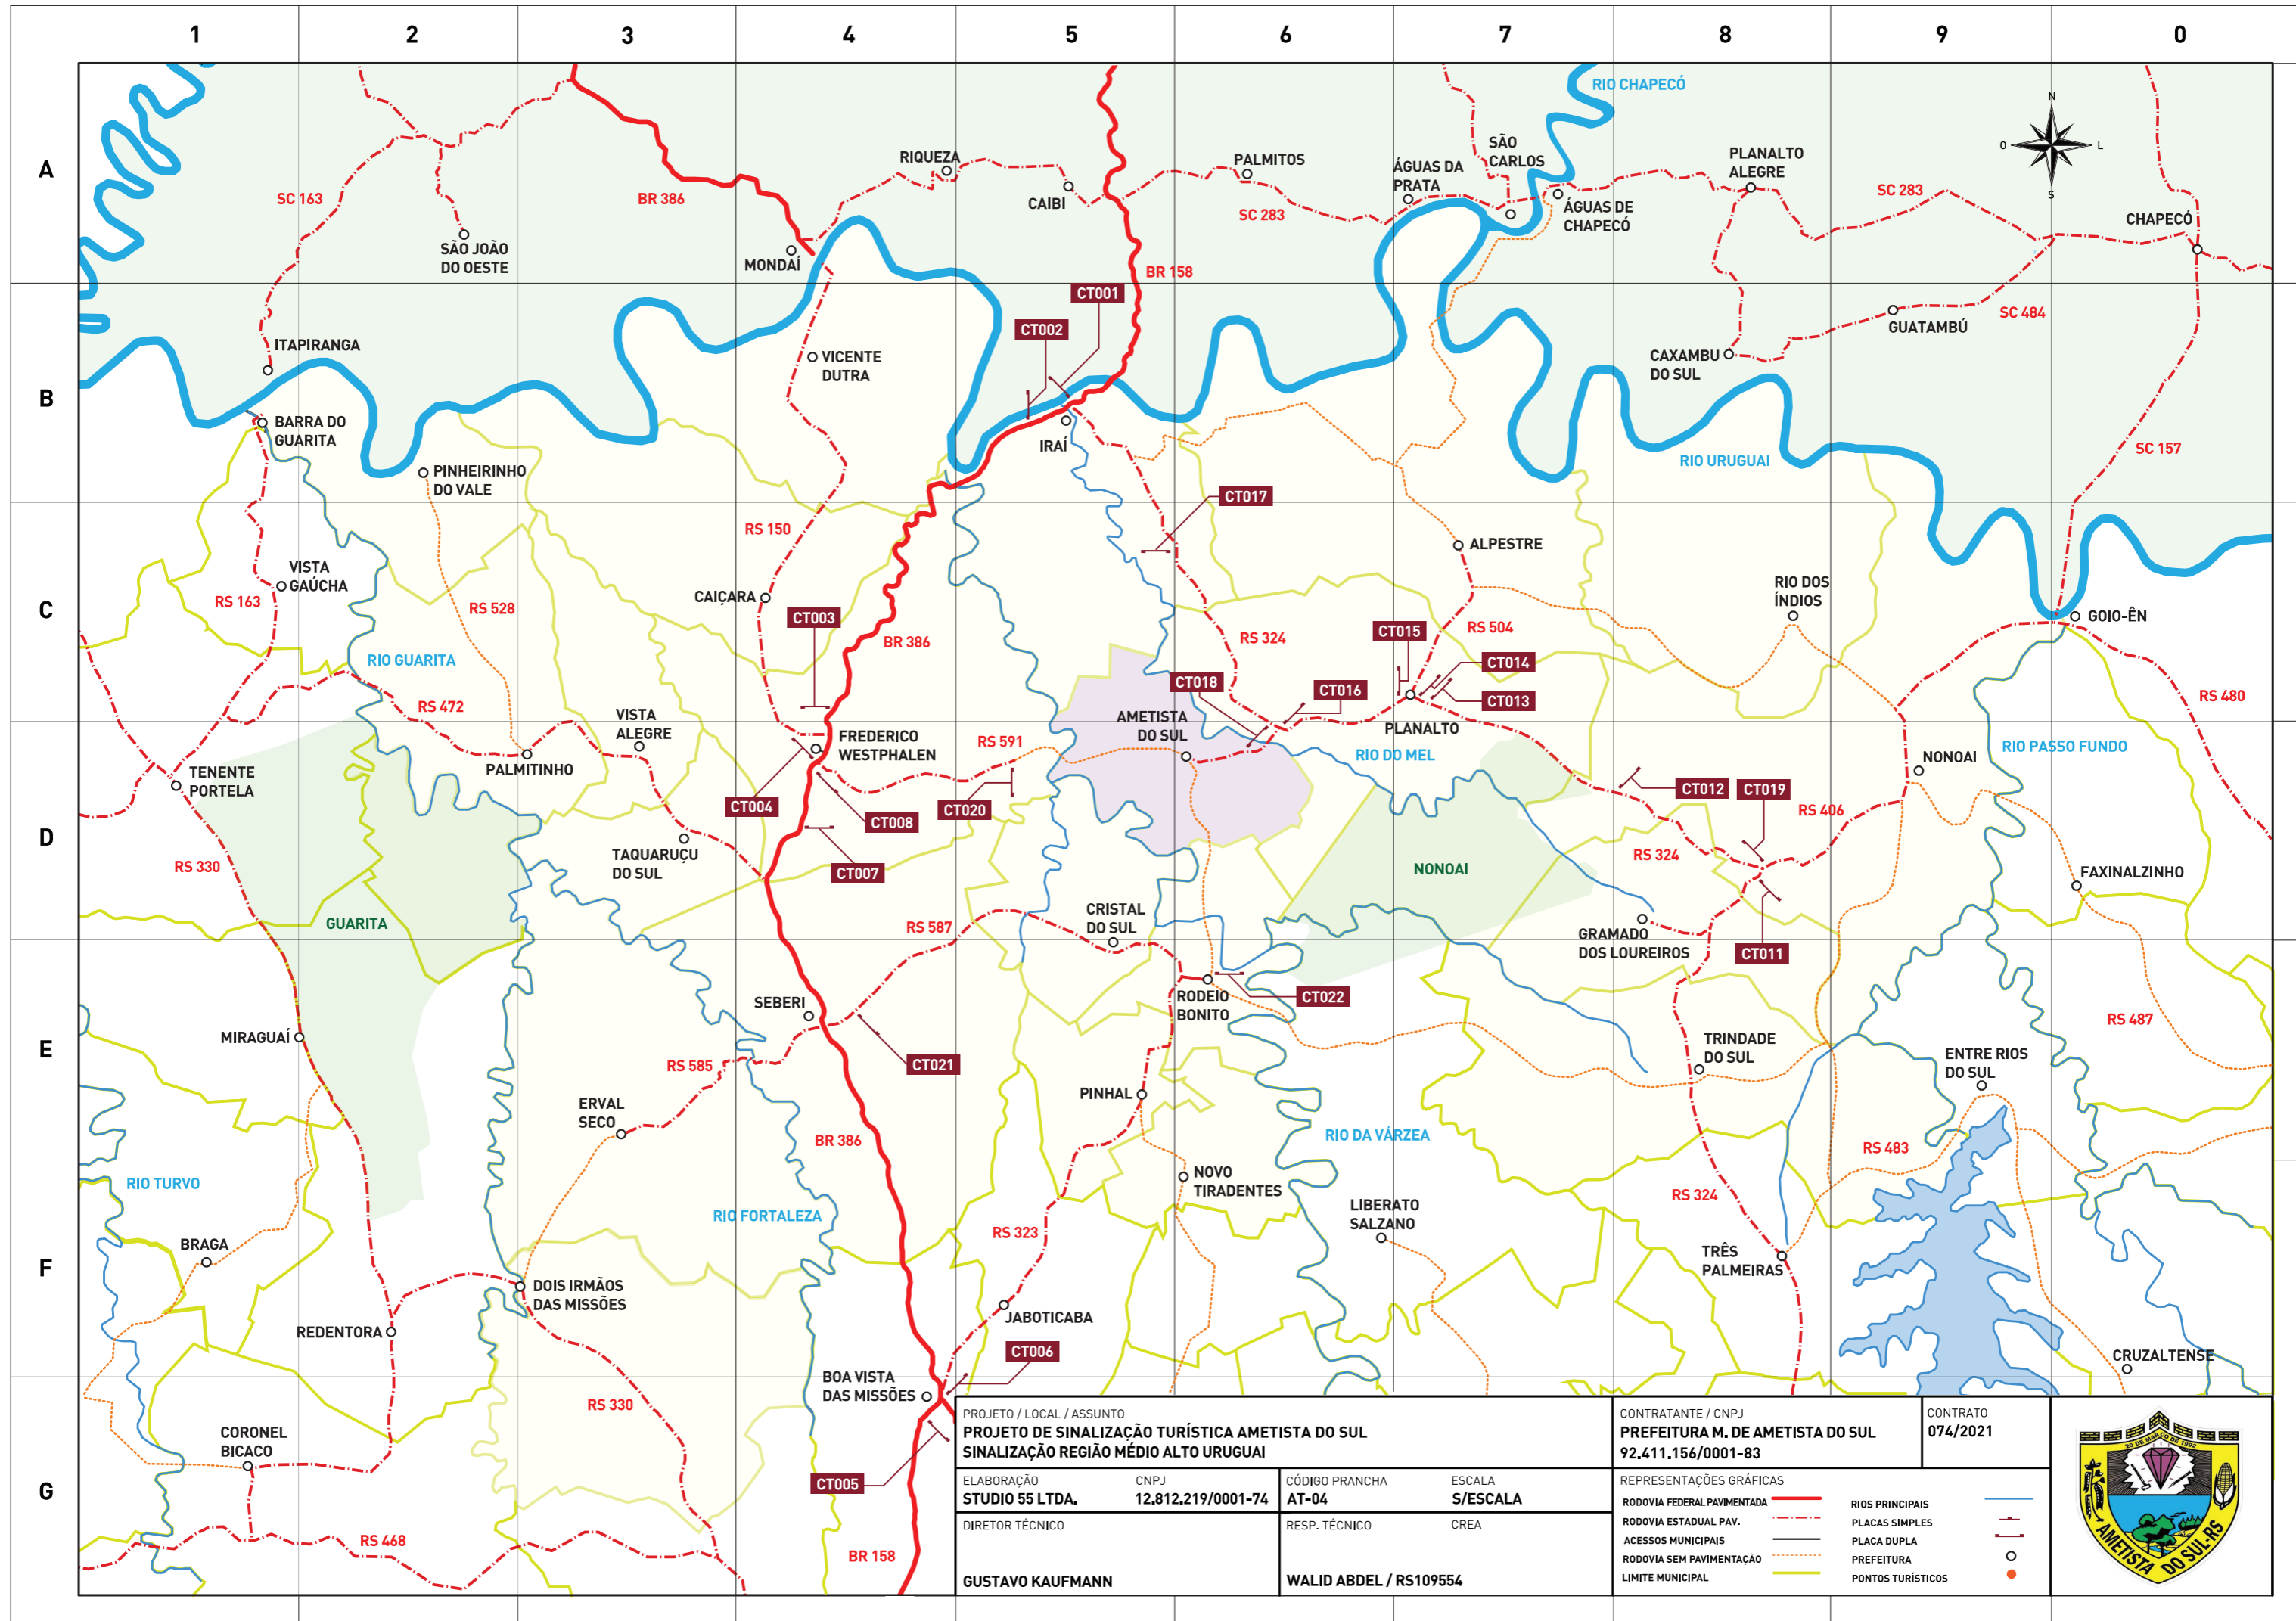 1 2 3 4 5 6 7 8 9 0
A
B
C
D
E
F
G
RIO CHAPECÓ
N
O
L
S
RIQUEZA
CAIBI
PALMITOS
ÁGUAS DA
PRATA
SÃO
CARLOS
PLANALTO
ALEGRE
SC 163
BR 386
SC 283
ÁGUAS DE
CHAPECÓ
SC 283
CHAPECÓ
SÃO JOÃO
DO OESTE
MONDAÍ
BR 158
CT001
CT002
ITAPIRANGA
VICENTE
DUTRA
GUATAMBÚ
SC 484
CAXAMBU
DO SUL
BARRA DO
GUARITA
IRAÍ
PINHEIRINHO
DO VALE
RIO URUGUAI
SC 157
CT017
RS 150
ALPESTRE
VISTA
GAÚCHA
RS 163
RS 528
CAIÇARA
RIO DOS
ÍNDIOS
GOIO-ÊN
CT003
BR 386
RS 324
CT015
RS 504
RIO GUARITA
CT014
CT018
CT016
CT013
RS 480
RS 472
VISTA
ALEGRE
AMETISTA
DO SUL
PLANALTO
FREDERICO
WESTPHALEN
RS 591
RIO DO MEL
RIO PASSO FUNDO
NONOAI
TENENTE
PORTELA
PALMITINHO
CT004
CT008
CT020
CT012
CT019
RS 406
RS 330
TAQUARUÇU
DO SUL
CT007
NONOAI
RS 324
FAXINALZINHO
GUARITA
RS 587
CRISTAL
DO SUL
GRAMADO
DOS LOUREIROS
CT011
SEBERI
RODEIO
BONITO
CT022
MIRAGUAÍ
RS 487
TRINDADE
DO SUL
ENTRE RIOS
DO SUL
RS 585
CT021
ERVAL
SECO
PINHAL
BR 386
RIO DA VÁRZEA
RS 483
RIO TURVO
NOVO
TIRADENTES
RIO FORTALEZA
RS 324
LIBERATO
SALZANO
RS 323
BRAGA
TRÊS
PALMEIRAS
DOIS IRMÃOS
DAS MISSÕES
JABOTICABA
REDENTORA
CT006
CRUZALTENSE
BOA VISTA
DAS MISSÕES
RS 330
CORONEL
BICACO
CT005
RS 468
BR 158
PROJETO / LOCAL / ASSUNTO
PROJETO DE SINALIZAÇÃO TURÍSTICA AMETISTA DO SUL
SINALIZAÇÃO REGIÃO MÉDIO ALTO URUGUAI
CONTRATANTE / CNPJ
PREFEITURA M. DE AMETISTA DO SUL
92.411.156/0001-83
CONTRATO
074/2021
ELABORAÇÃO
STUDIO 55 LTDA.
CNPJ
12.812.219/0001-74
CÓDIGO PRANCHA
AT-04
ESCALA
S/ESCALA
DIRETOR TÉCNICO
GUSTAVO KAUFMANN
RESP. TÉCNICO
CREA
WALID ABDEL / RS109554
REPRESENTAÇÕES GRÁFICAS
RODOVIA FEDERAL PAVIMENTADA
RODOVIA ESTADUAL PAV.
ACESSOS MUNICIPAIS
RODOVIA SEM PAVIMENTAÇÃO
LIMITE MUNICIPAL
RIOS PRINCIPAIS
PLACAS SIMPLES
PLACA DUPLA
PREFEITURA
PONTOS TURÍSTICOS
20 DE MARÇO DE 1992
AMETISTA DO SUL-RS